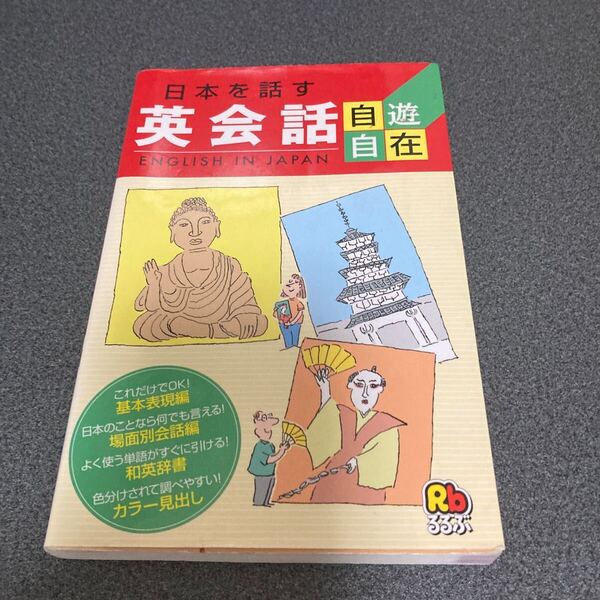 日本を話す
英会話
自遊
自在
ENGLISH IN JAPAN
これだけでOK!
基本表現編
日本のことなら何でも言える!
場面別会話編
よく使う単語がすぐに引ける!
和英辞書
色分けされて調べやすい!
カラー見出し
Rb
るるぶ